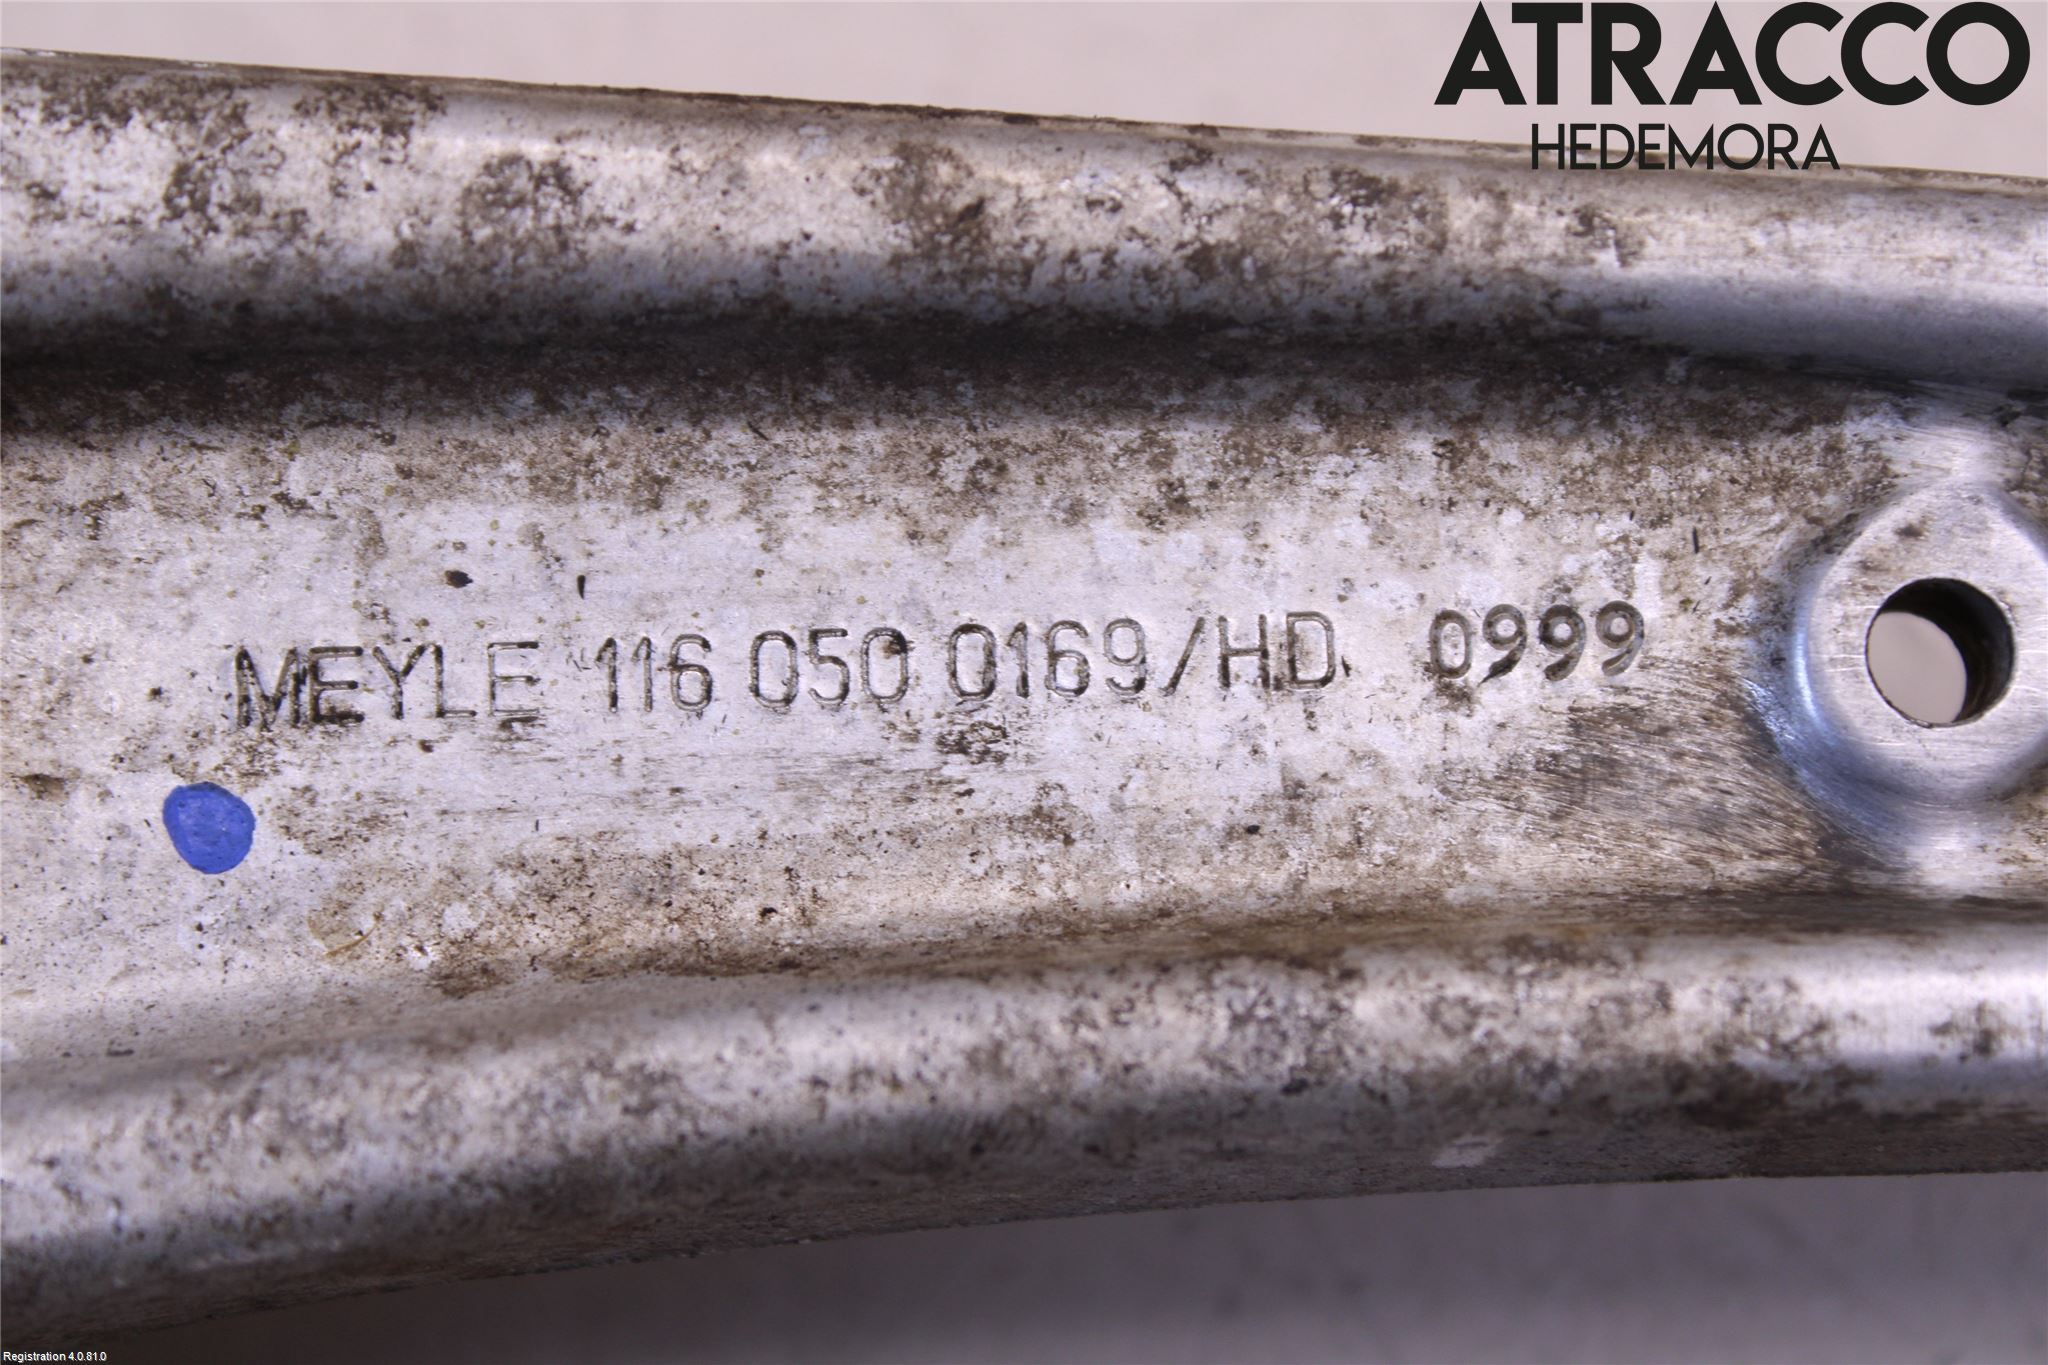 ATRACCO
HEDEMORA
MEYLE 116 050 0169/HD 0999
Registration 4.0.81.0